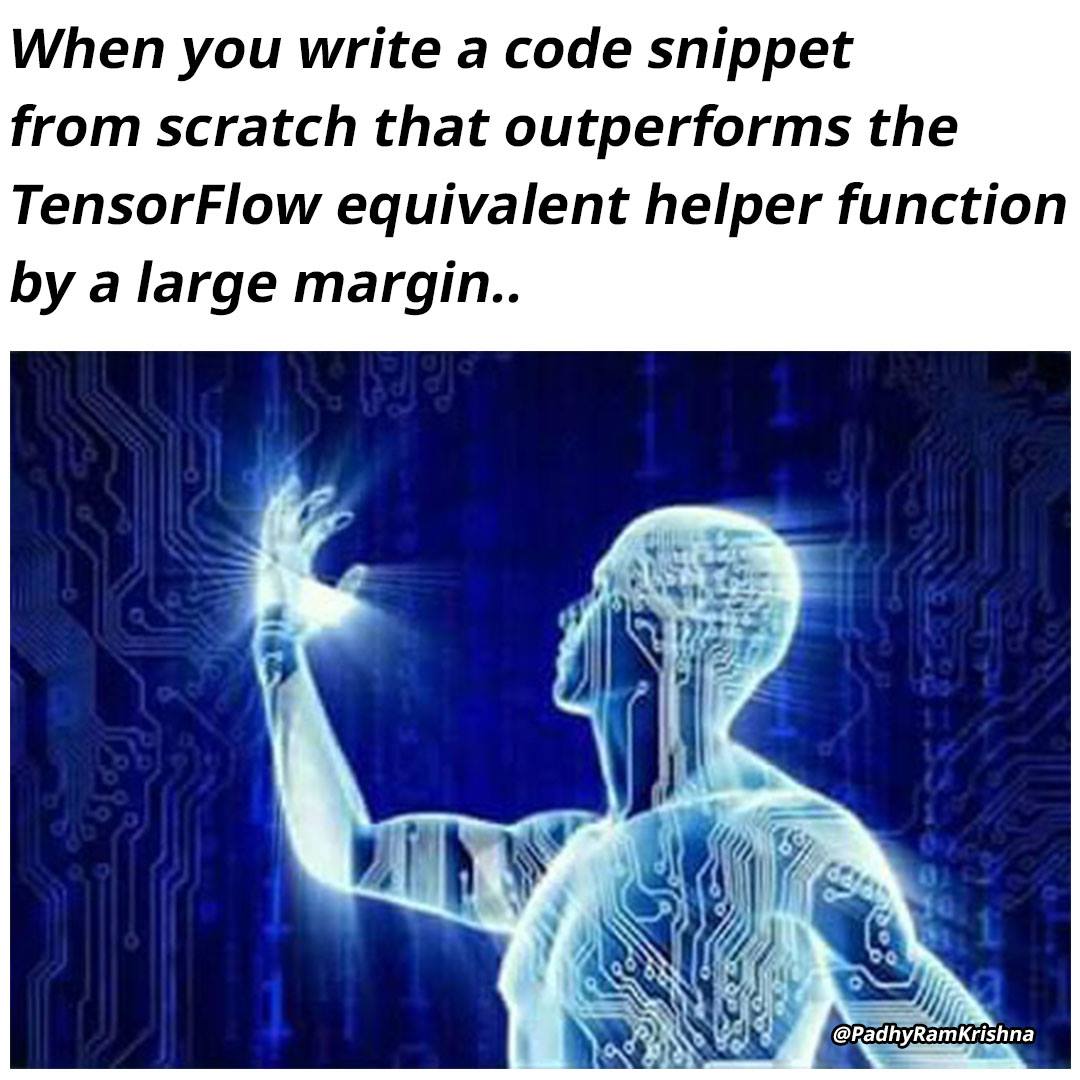 When you write a code snippet
from scratch that outperforms the
TensorFlow equivalent helper function
by a large margin..
@PadhyRamKrishna